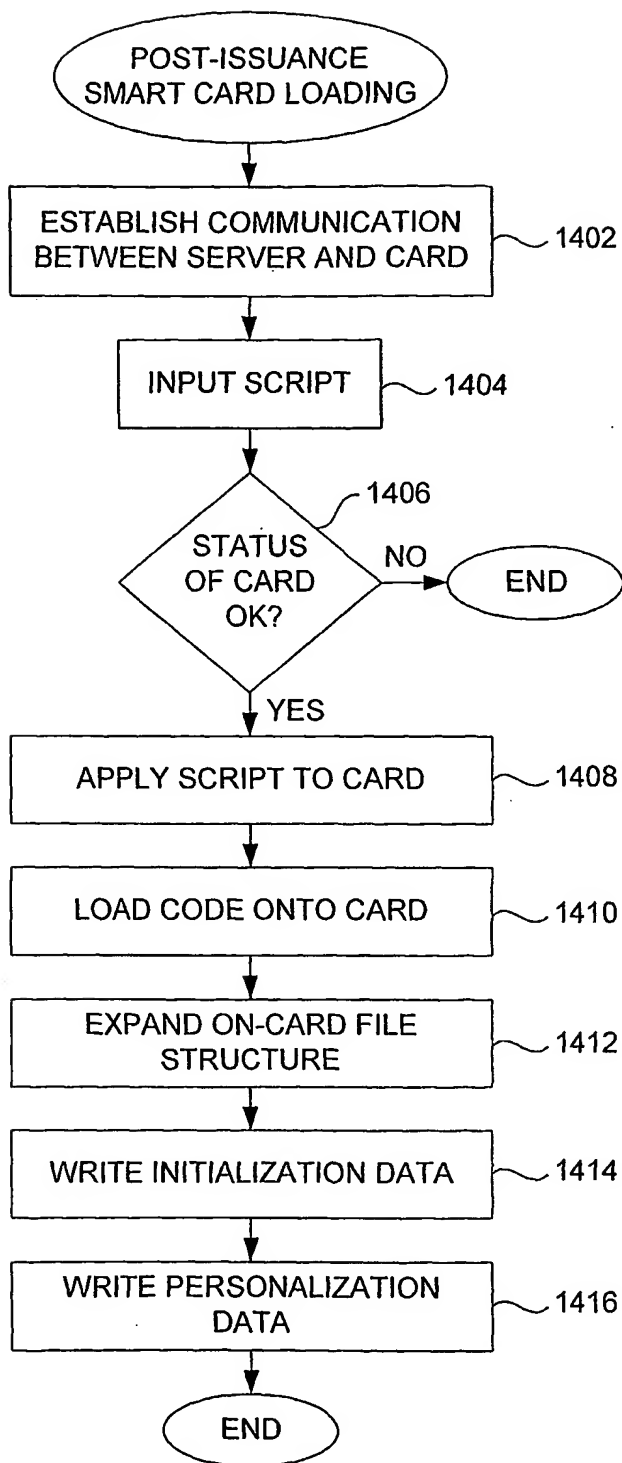 POST-ISSUANCE
SMART CARD LOADING
ESTABLISH COMMUNICATION
BETWEEN SERVER AND CARD
1402
INPUT SCRIPT
1404
1406
STATUS
OF CARD
OK?
NO
END
YES
APPLY SCRIPT TO CARD
1408
LOAD CODE ONTO CARD
1410
EXPAND ON-CARD FILE
STRUCTURE
1412
WRITE INITIALIZATION DATA
1414
WRITE PERSONALIZATION
DATA
1416
END